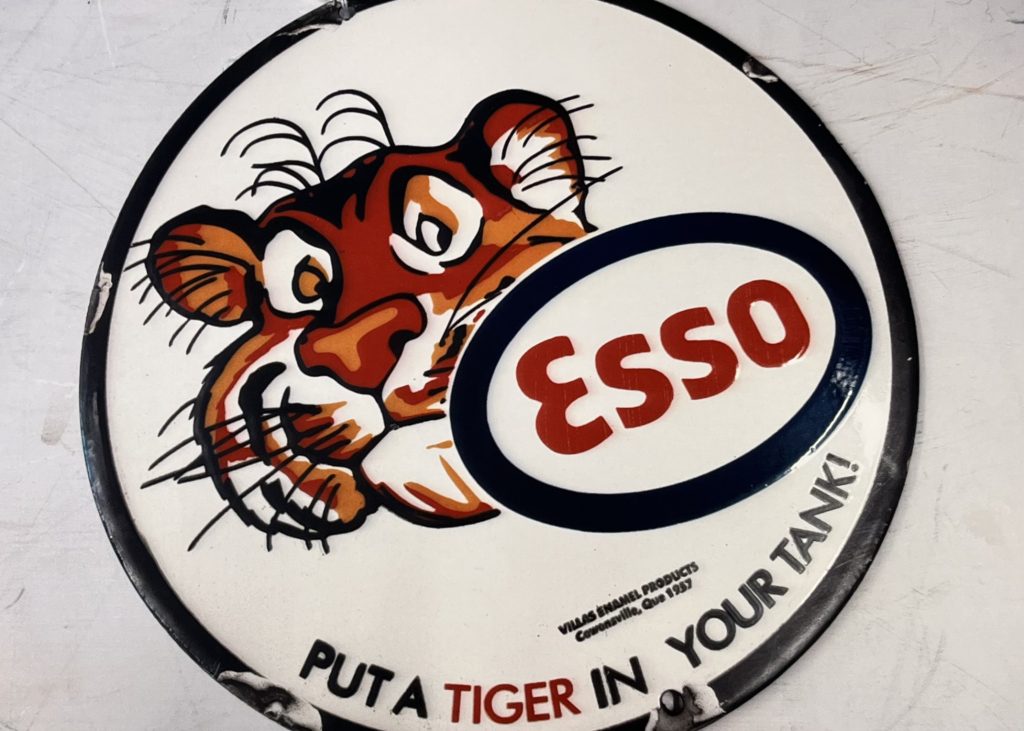 Esso
VILLAS ENAMEL PRODUCTS
Cowansville, Que 1957
PUT A TIGER IN YOUR TANK!